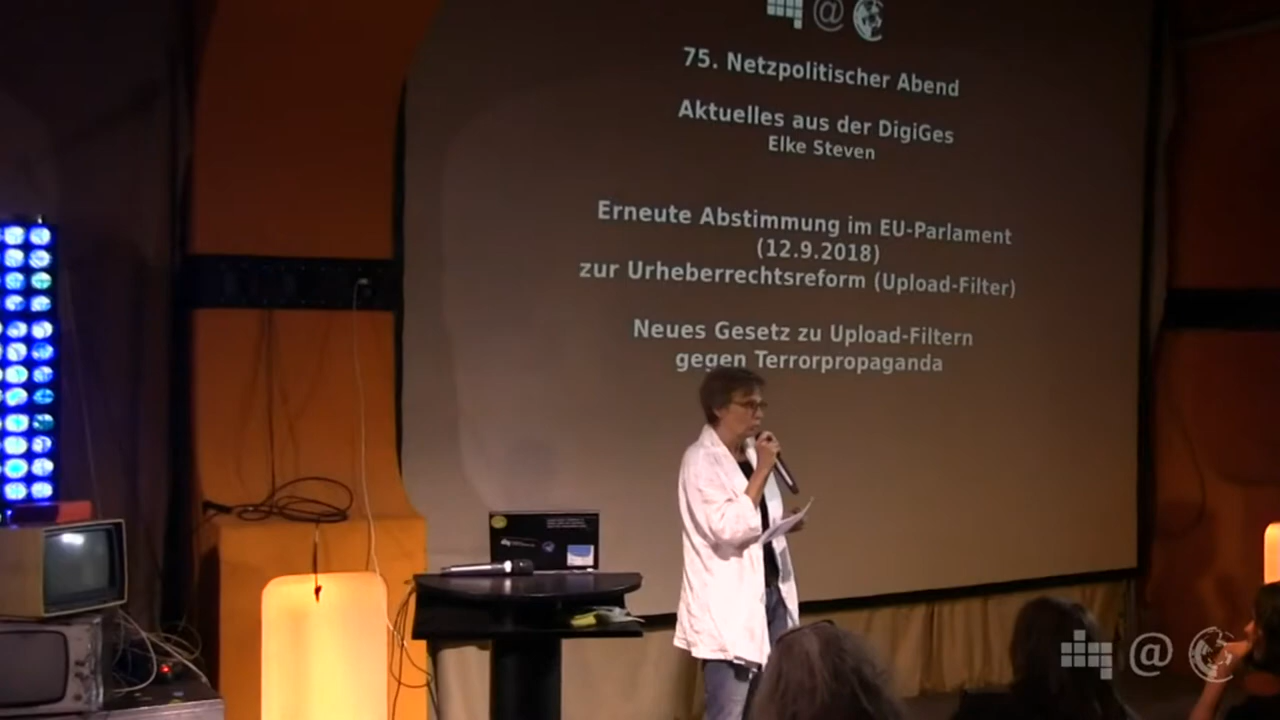 @
75. Netzpolitischer Abend
Aktuelles aus der DigiGes
Elke Steven
Erneute Abstimmung im EU-Parlament
(12.9.2018)
zur Urheberrechtsreform (Upload-Filter)
Neues Gesetz zu Upload-Filtern
gegen Terrorpropaganda
@